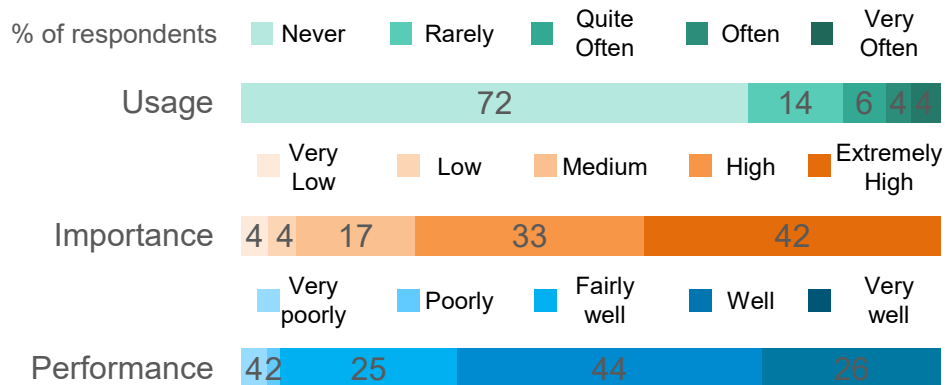 % of respondents Never Rarely Quite Often Often Very Often
Usage 72 14 6 4 4
Very Low Low Medium High Extremely High
Importance 4 4 17 33 42
Very poorly Poorly Fairly well Well Very well
Performance 4 2 25 44 26